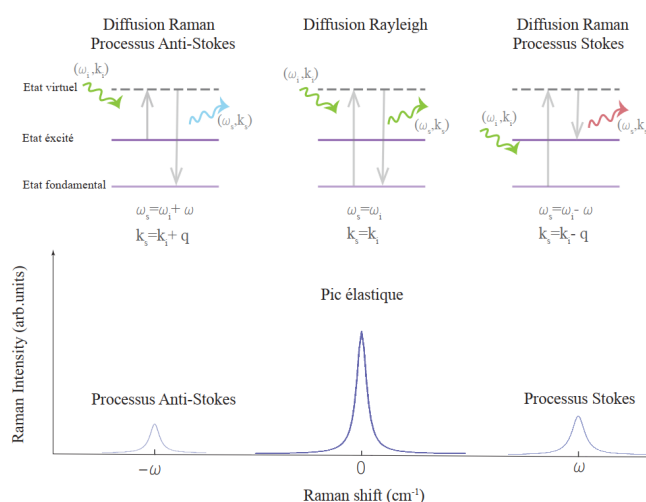 Diffusion Raman
Processus Anti-Stokes
Diffusion Rayleigh
Diffusion Raman
Processus Stokes
(ω_i,k_i)
(ω_i,k_i)
Etat virtuel
(ω_s,k_s)
(ω_s,k_s)
(ω_i,k_i)
(ω_s,k_s)
Etat éxcité
Etat fondamental
ω_s=ω_i+ ω
k_s=k_i+ q
ω_s=ω_i
k_s=k_i
ω_s=ω_i- ω
k_s=k_i- q
Raman Intensity (arb.units)
Pic élastique
Processus Anti-Stokes
Processus Stokes
-ω
0
ω
Raman shift (cm⁻¹)